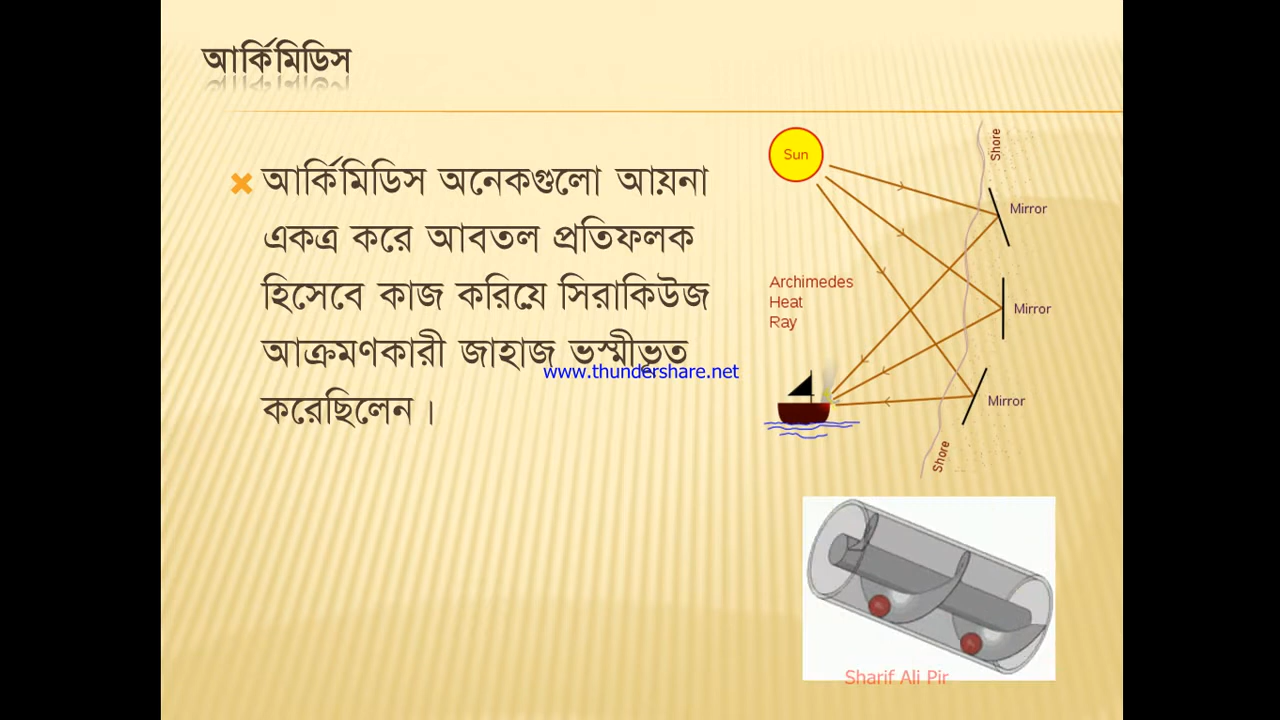 আর্কিমিডিস
আর্কিমিডিস অনেকগুলো আয়না
একত্র করে আবতল প্রতিফলক
হিসেবে কাজ করিয়ে সিরাকিউজ
আক্রমণকারী জাহাজ ভস্মীভূত
করেছিলেন।
www.thundershare.net
Sun
Shore
Mirror
Archimedes
Heat
Ray
Mirror
Mirror
Shore
Sharif Ali Pir